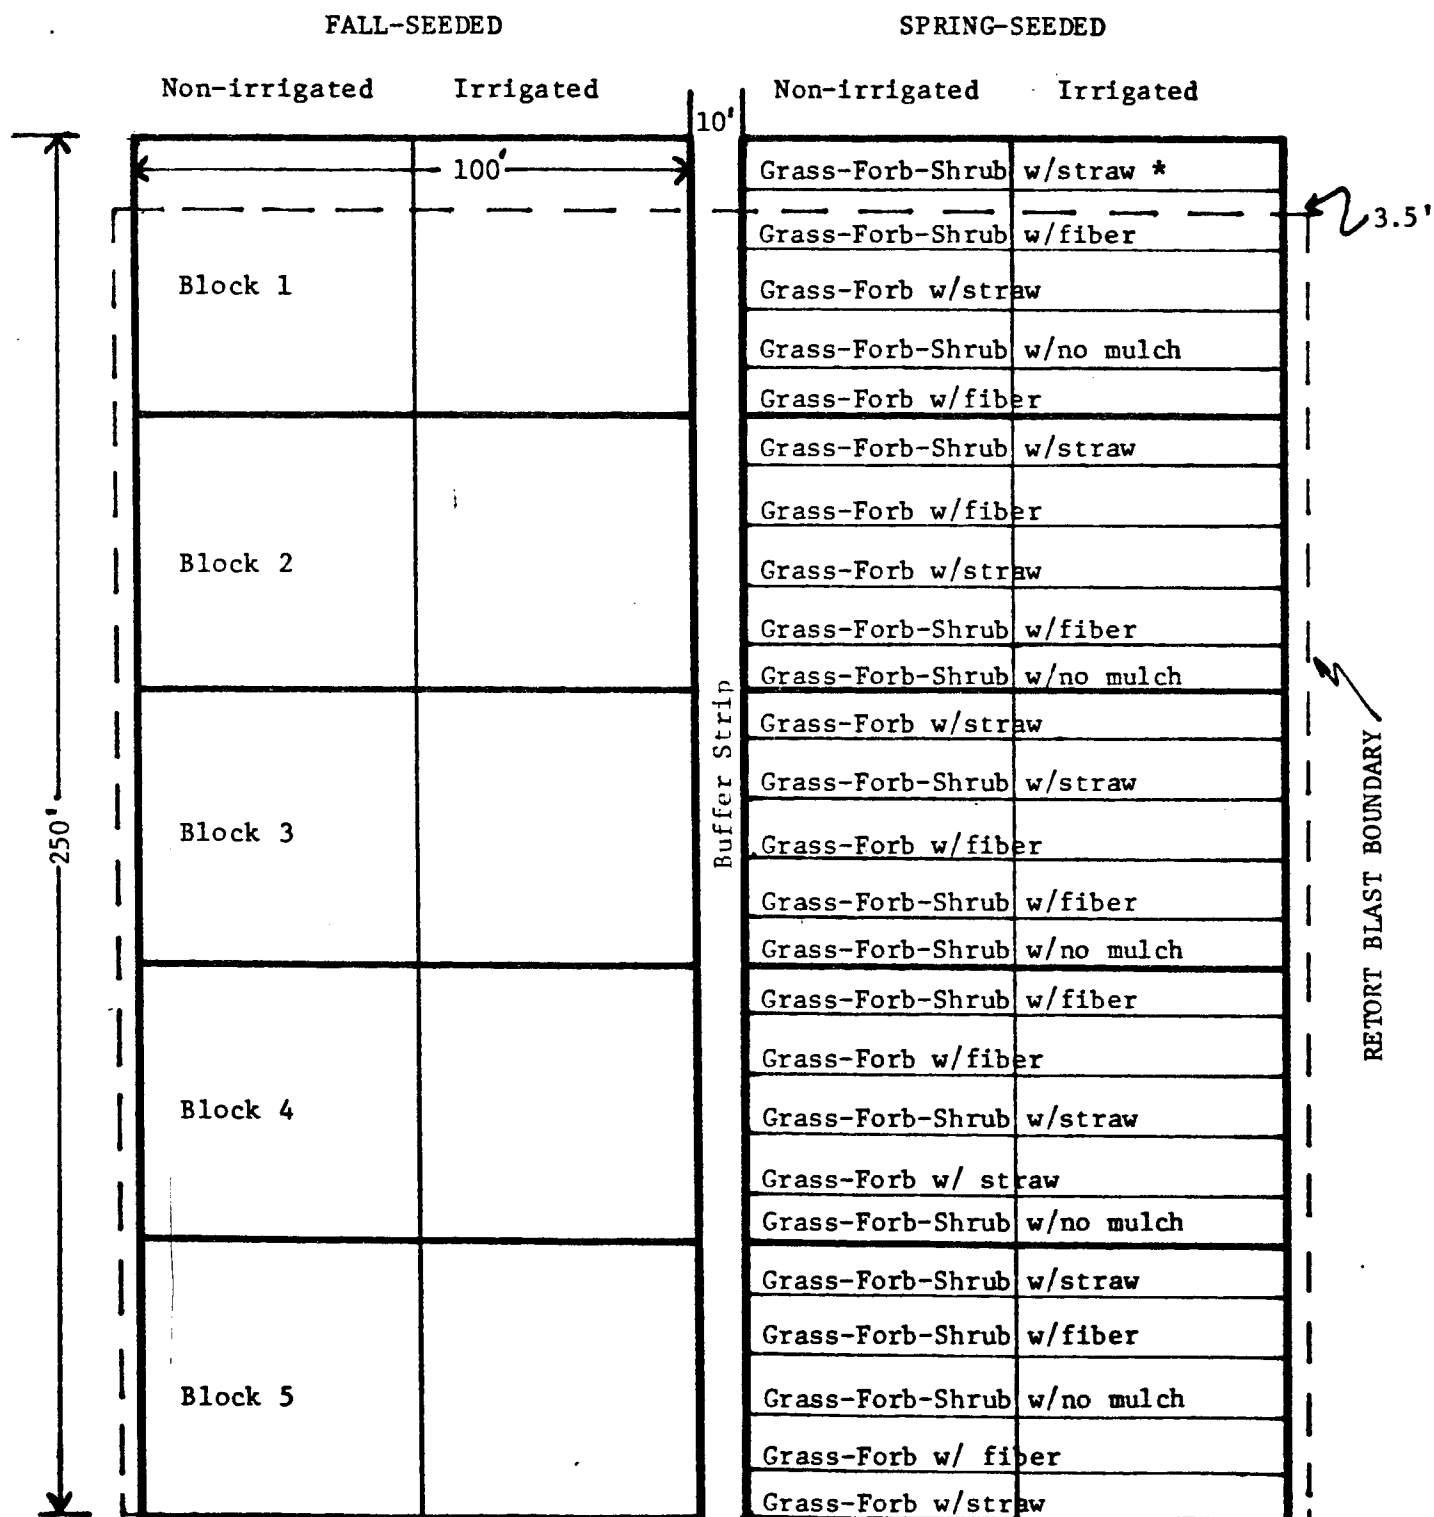 FALL-SEEDED SPRING-SEEDED
Non-irrigated Irrigated Non-irrigated Irrigated
10'
100'
Grass-Forb-Shrub w/straw *
3.5'
Grass-Forb-Shrub w/fiber
Block 1
Grass-Forb w/straw
Grass-Forb-Shrub w/no mulch
Grass-Forb w/fiber
Grass-Forb-Shrub w/straw
Grass-Forb w/fiber
Block 2
Grass-Forb w/straw
Grass-Forb-Shrub w/fiber
Grass-Forb-Shrub w/no mulch
Grass-Forb w/straw
Grass-Forb-Shrub w/straw
Block 3
Grass-Forb w/fiber
Grass-Forb-Shrub w/fiber
Grass-Forb-Shrub w/no mulch
Grass-Forb-Shrub w/fiber
Grass-Forb w/fiber
Block 4
Grass-Forb-Shrub w/straw
Grass-Forb w/ straw
Grass-Forb-Shrub w/no mulch
Grass-Forb-Shrub w/straw
Grass-Forb-Shrub w/fiber
Block 5
Grass-Forb-Shrub w/no mulch
Grass-Forb w/ fiber
Grass-Forb w/straw
250'
Buffer Strip
RETORT BLAST BOUNDARY